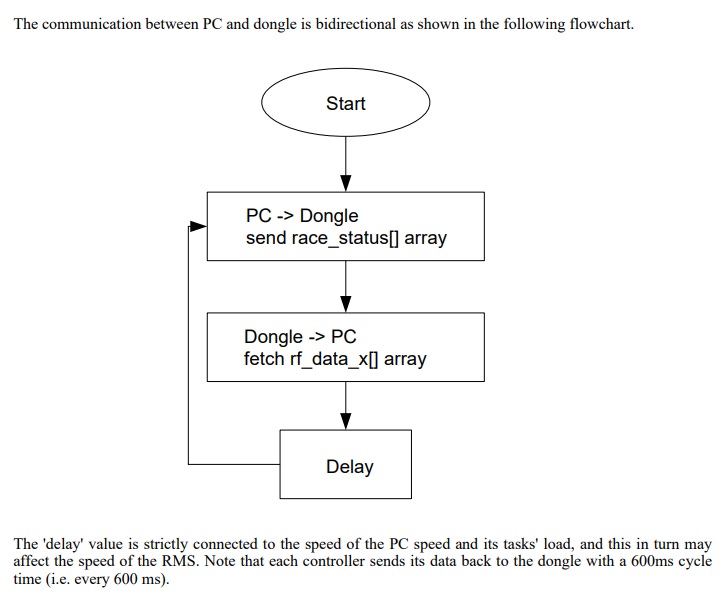 The communication between PC and dongle is bidirectional as shown in the following flowchart.
Start
PC -> Dongle
send race_status[] array
Dongle -> PC
fetch rf_data_x[] array
Delay
The 'delay' value is strictly connected to the speed of the PC speed and its tasks' load, and this in turn may
affect the speed of the RMS. Note that each controller sends its data back to the dongle with a 600ms cycle
time (i.e. every 600 ms).